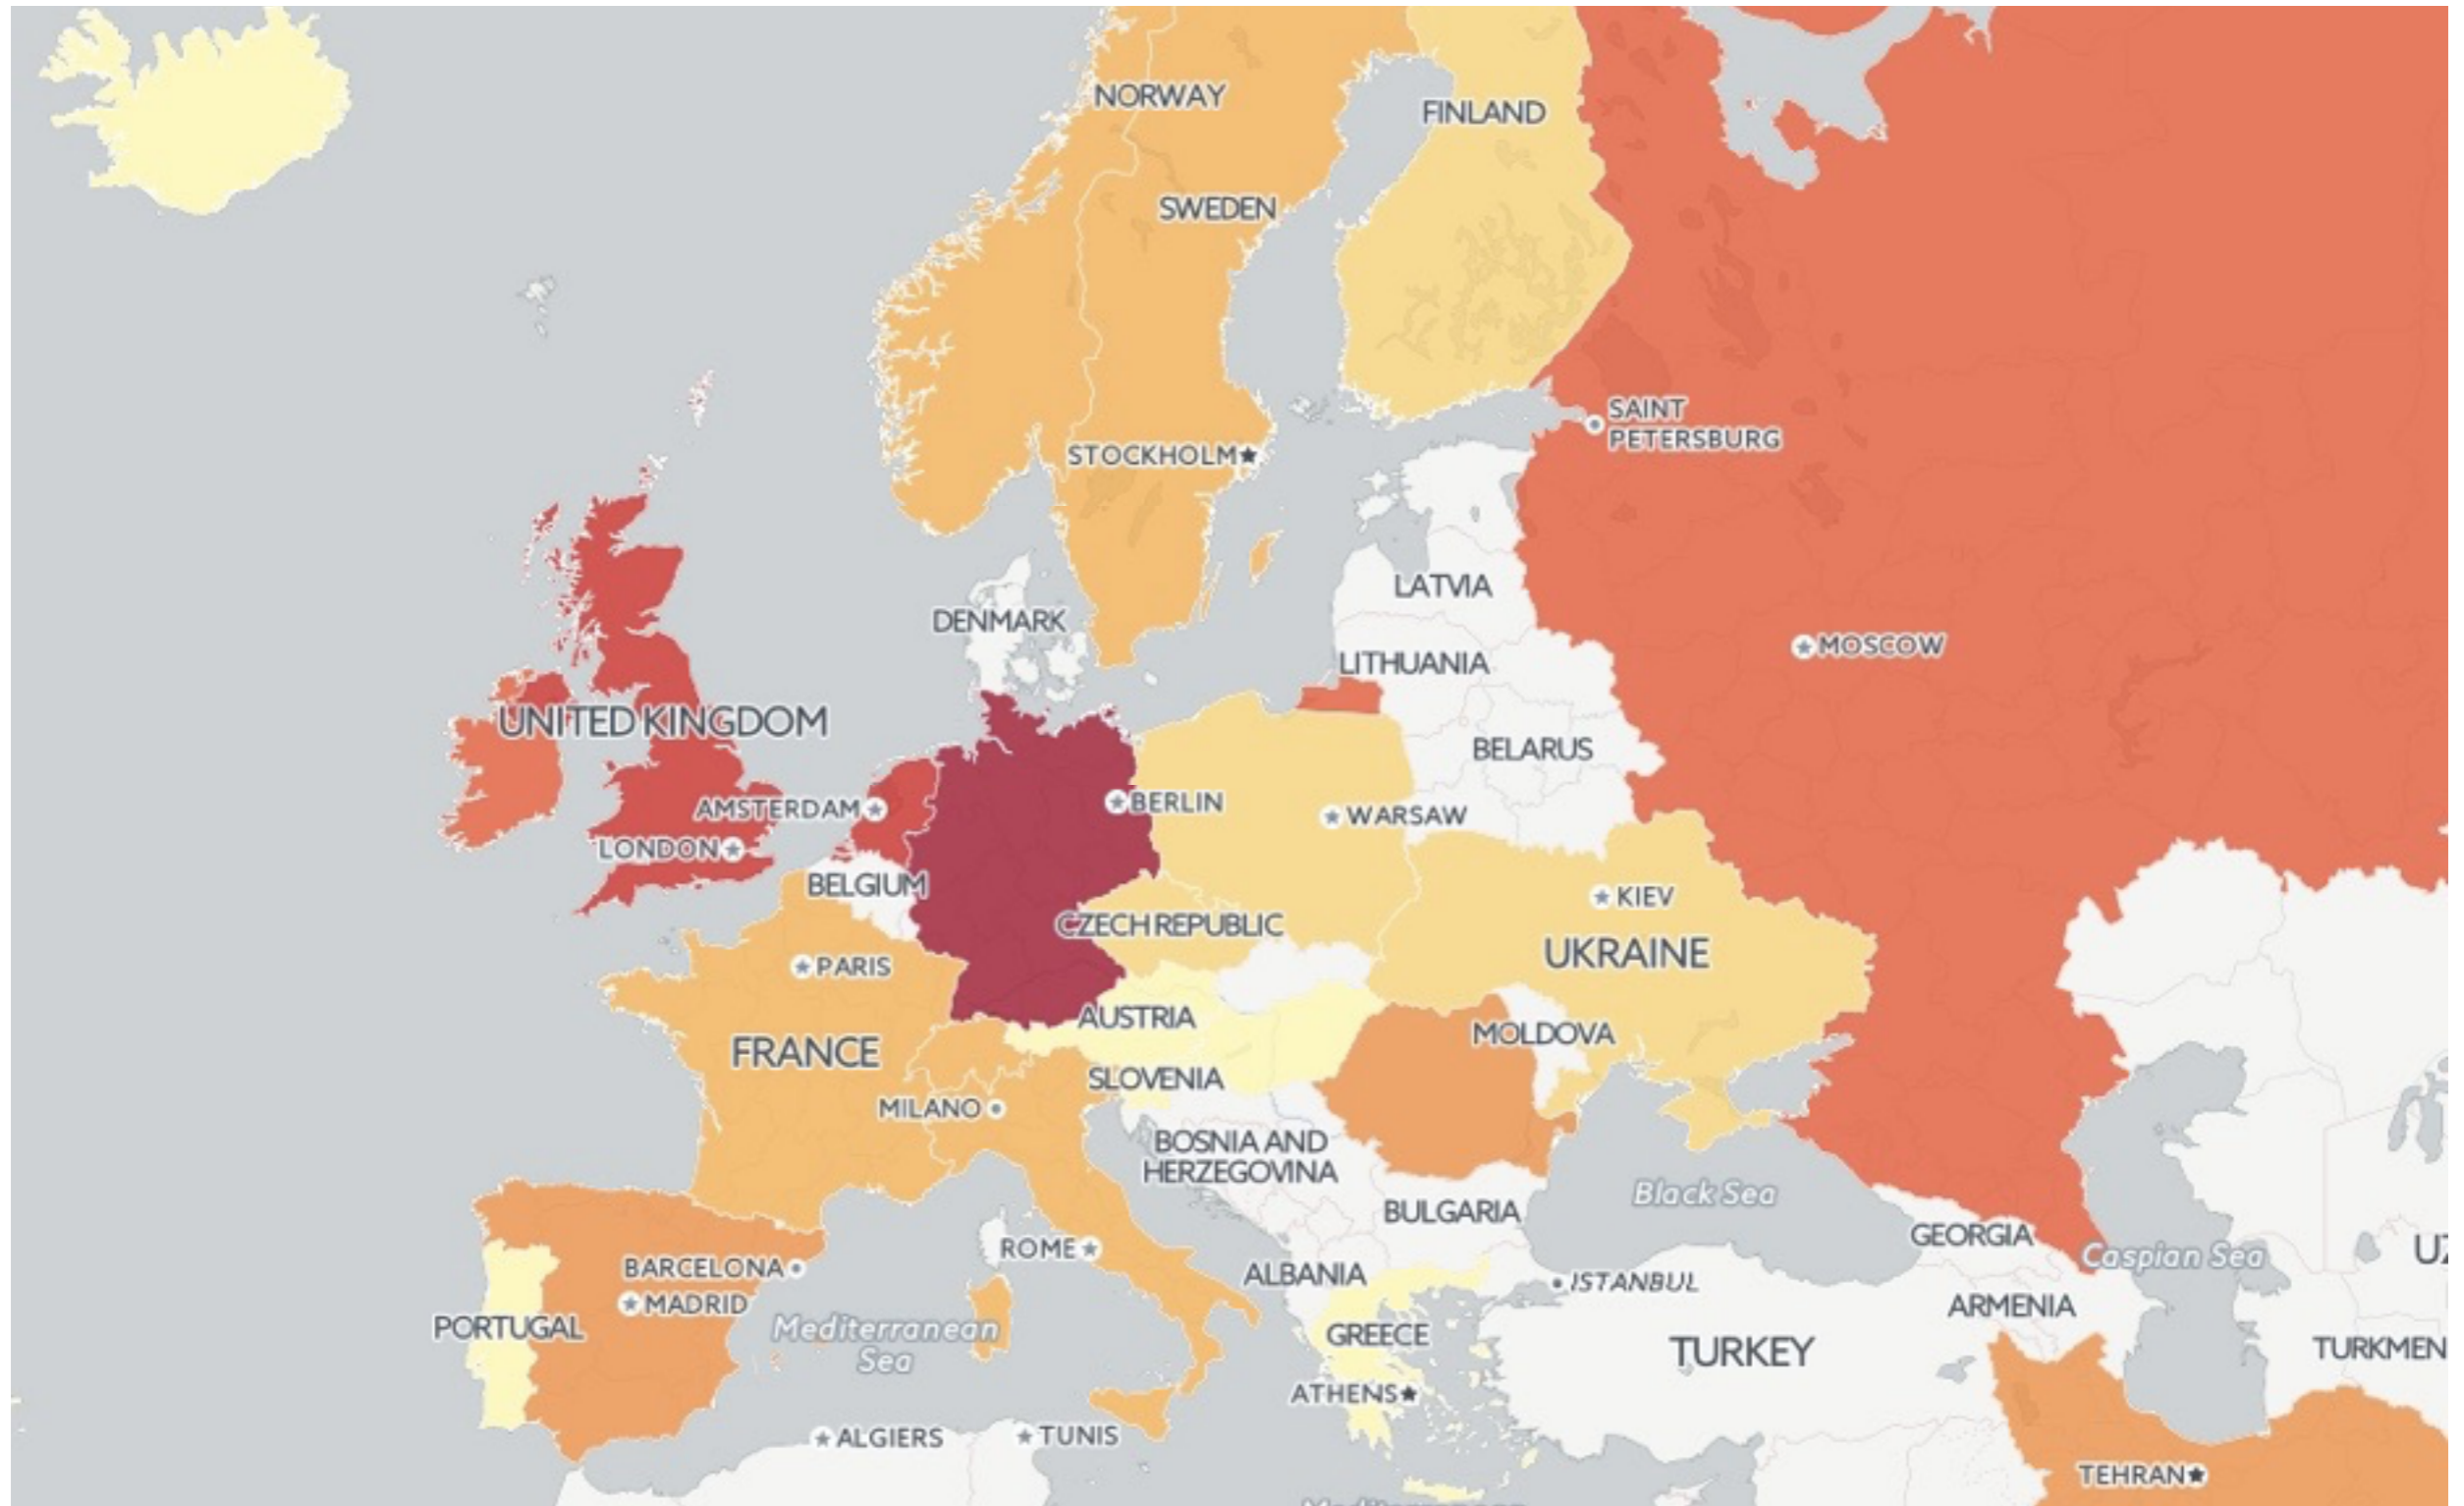 NORWAY
FINLAND
SWEDEN
SAINT
PETERSBURG
STOCKHOLM
LATVIA
DENMARK
MOSCOW
LITHUANIA
UNITED KINGDOM
BELARUS
AMSTERDAM
BERLIN
WARSAW
LONDON
BELGIUM
KIEV
CZECH REPUBLIC
UKRAINE
PARIS
AUSTRIA
MOLDOVA
FRANCE
SLOVENIA
MILANO
BOSNIA AND
HERZEGOVINA
Black Sea
BULGARIA
GEORGIA
ROME
UZ
Caspian Sea
BARCELONA
ALBANIA
ISTANBUL
MADRID
ARMENIA
PORTUGAL
Mediterranean
Sea
GREECE
TURKEY
TURKMEN
ATHENS
ALGIERS
TUNIS
TEHRAN